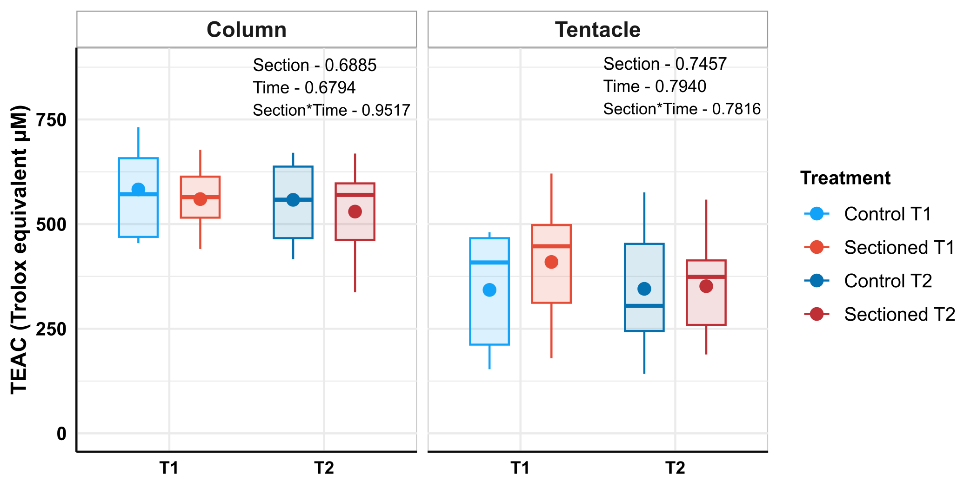 Column
Tentacle
Section - 0.6885
Time - 0.6794
Section*Time - 0.9517
Section - 0.7457
Time - 0.7940
Section*Time - 0.7816
TEAC (Trolox equivalent µM)
750
500
250
0
T1
T2
T1
T2
Treatment
Control T1
Sectioned T1
Control T2
Sectioned T2